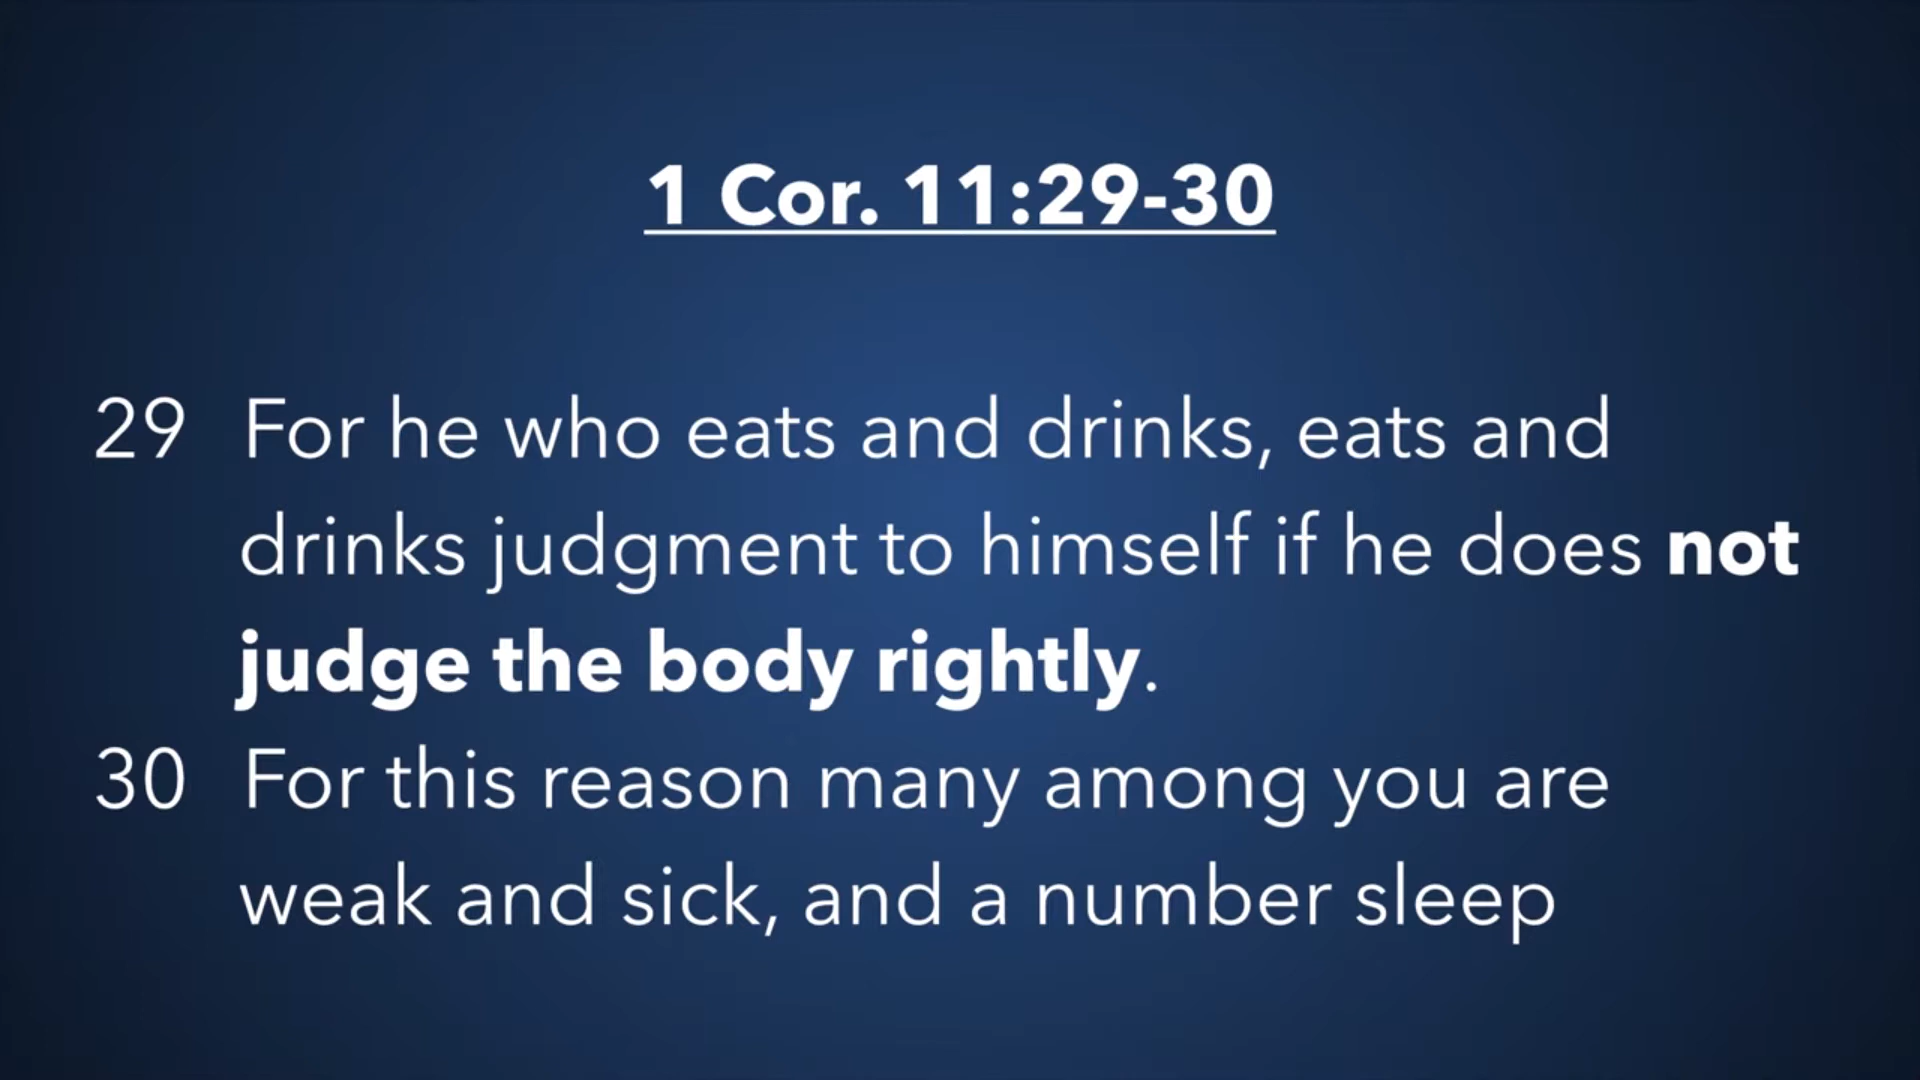 1 Cor. 11:29-30
29 For he who eats and drinks, eats and
drinks judgment to himself if he does not
judge the body rightly.
30 For this reason many among you are
weak and sick, and a number sleep